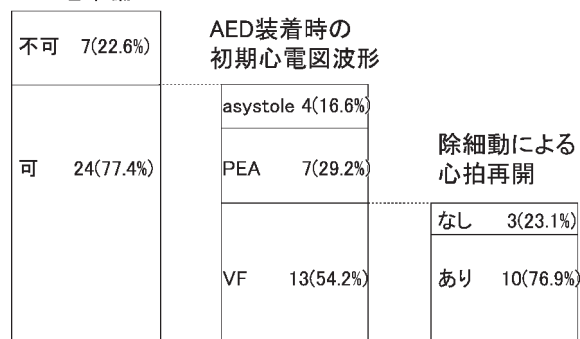 AED装着時の
初期心電図波形
不可 7(22.6%)
asystole 4(16.6%)
可 24(77.4%)
PEA 7(29.2%)
除細動による
心拍再開
なし 3(23.1%)
VF 13(54.2%)
あり 10(76.9%)